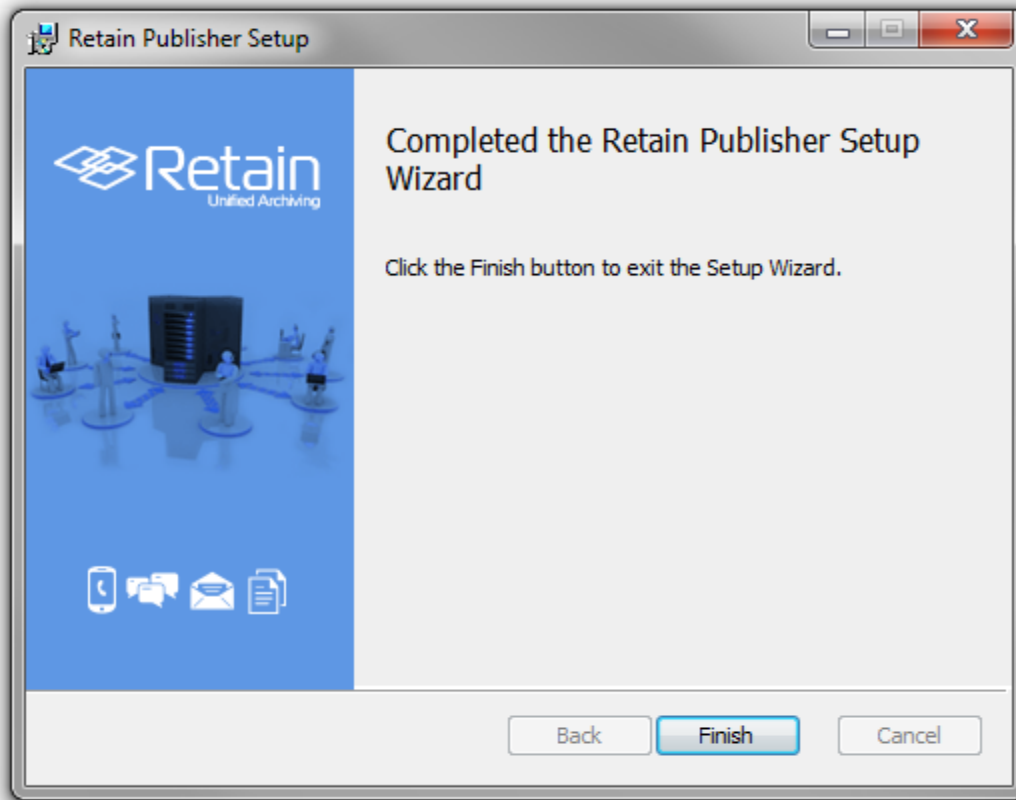 Retain Publisher Setup
Retain
Unified Archiving
Completed the Retain Publisher Setup
Wizard
Click the Finish button to exit the Setup Wizard.
Back Finish Cancel